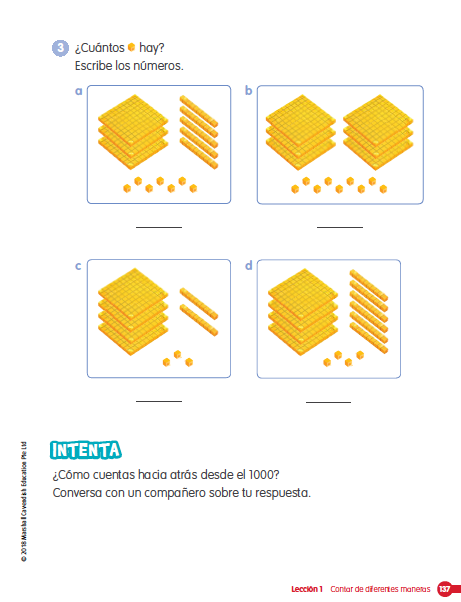 3 ¿Cuántos hay?
Escribe los números.
a
b
c
d
INTENTA
¿Cómo cuentas hacia atrás desde el 1000?
Conversa con un compañero sobre tu respuesta.
© 2018 Marshall Cavendish Education Pte Ltd
Lección 1 Contar de diferentes maneras 137